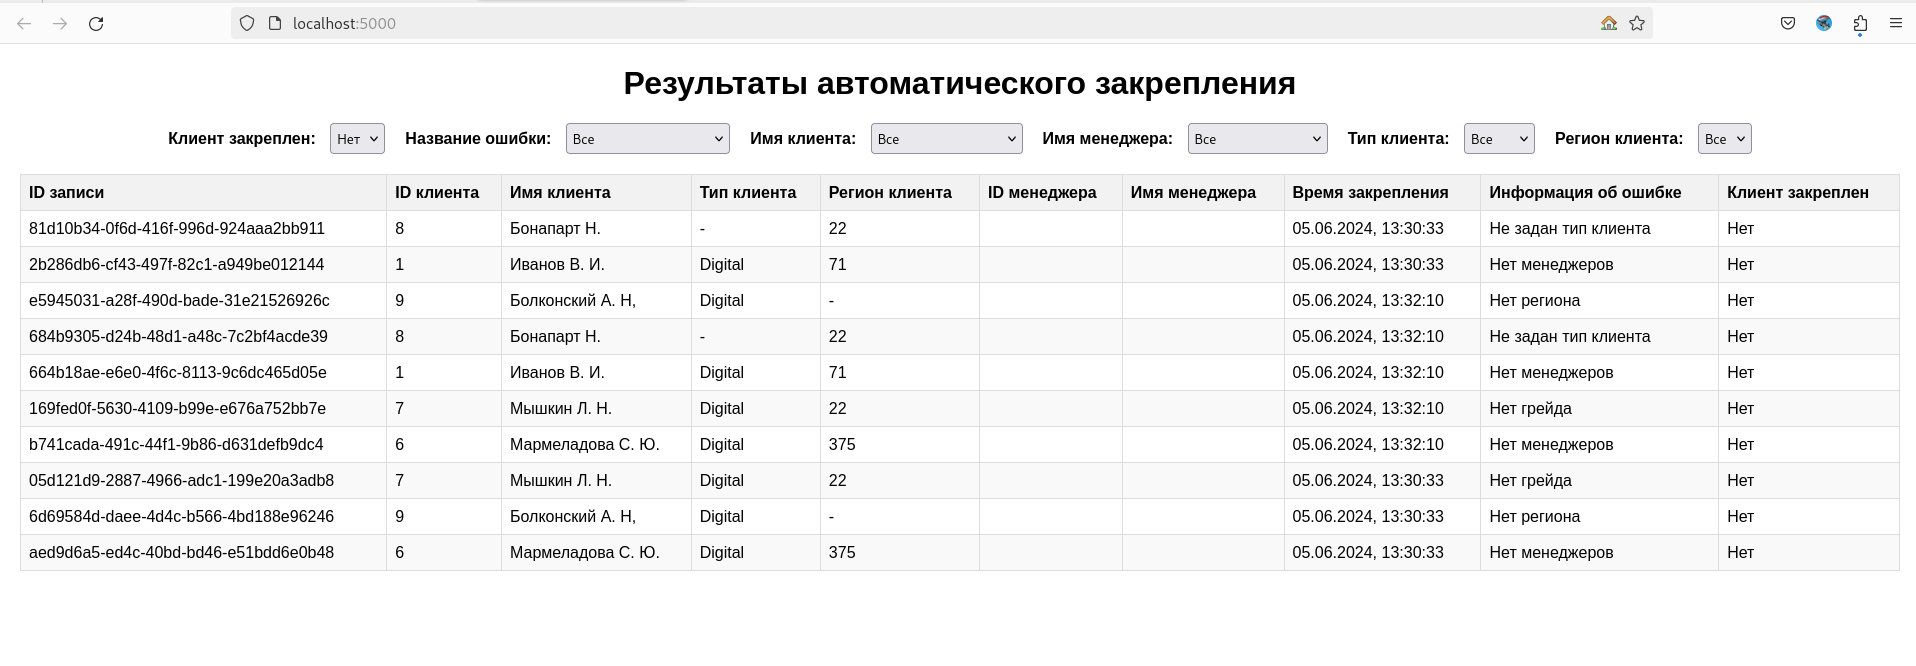 localhost:5000
Результаты автоматического закрепления
Клиент закреплен: Нет Название ошибки: Все Имя клиента: Все Имя менеджера: Все Тип клиента: Все Регион клиента: Все
ID записи ID клиента Имя клиента Тип клиента Регион клиента ID менеджера Имя менеджера Время закрепления Информация об ошибке Клиент закреплен
81d10b34-0f6d-416f-996d-924aaa2bb911 8 Бонапарт Н. - 22 05.06.2024, 13:30:33 Не задан тип клиента Нет
2b286db6-cf43-497f-82c1-a949be012144 1 Иванов В. И. Digital 71 05.06.2024, 13:30:33 Нет менеджеров Нет
e5945031-a28f-490d-bade-31e21526926c 9 Болконский А. Н, Digital - 05.06.2024, 13:32:10 Нет региона Нет
684b9305-d24b-48d1-a48c-7c2bf4acde39 8 Бонапарт Н. - 22 05.06.2024, 13:32:10 Не задан тип клиента Нет
664b18ae-e6e0-4f6c-8113-9c6dc465d05e 1 Иванов В. И. Digital 71 05.06.2024, 13:32:10 Нет менеджеров Нет
169fed0f-5630-4109-b99e-e676a752bb7e 7 Мышкин Л. Н. Digital 22 05.06.2024, 13:32:10 Нет грейда Нет
b741cada-491c-44f1-9b86-d631defb9dc4 6 Мармеладова С. Ю. Digital 375 05.06.2024, 13:32:10 Нет менеджеров Нет
05d121d9-2887-4966-adc1-199e20a3adb8 7 Мышкин Л. Н. Digital 22 05.06.2024, 13:30:33 Нет грейда Нет
6d69584d-daee-4d4c-b566-4bd188e96246 9 Болконский А. Н, Digital - 05.06.2024, 13:30:33 Нет региона Нет
aed9d6a5-ed4c-40bd-bd46-e51bdd6e0b48 6 Мармеладова С. Ю. Digital 375 05.06.2024, 13:30:33 Нет менеджеров Нет